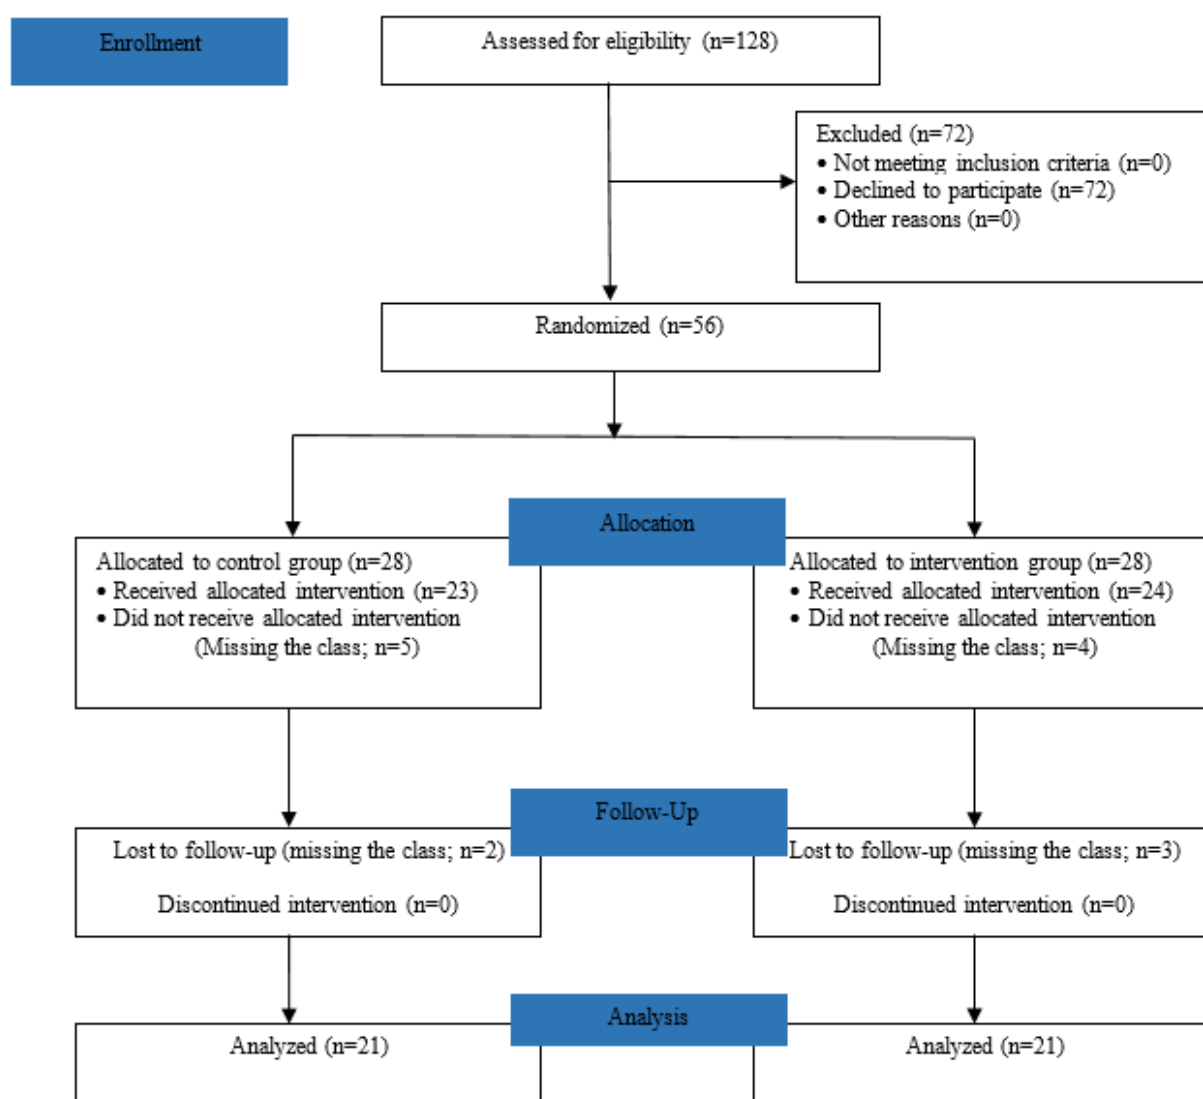 Enrollment
Assessed for eligibility (n=128)
Excluded (n=72)
• Not meeting inclusion criteria (n=0)
• Declined to participate (n=72)
• Other reasons (n=0)
Randomized (n=56)
Allocation
Allocated to control group (n=28)
• Received allocated intervention (n=23)
• Did not receive allocated intervention
(Missing the class; n=5)
Allocated to intervention group (n=28)
• Received allocated intervention (n=24)
• Did not receive allocated intervention
(Missing the class; n=4)
Follow-Up
Lost to follow-up (missing the class; n=2)
Discontinued intervention (n=0)
Lost to follow-up (missing the class; n=3)
Discontinued intervention (n=0)
Analysis
Analyzed (n=21)
Analyzed (n=21)